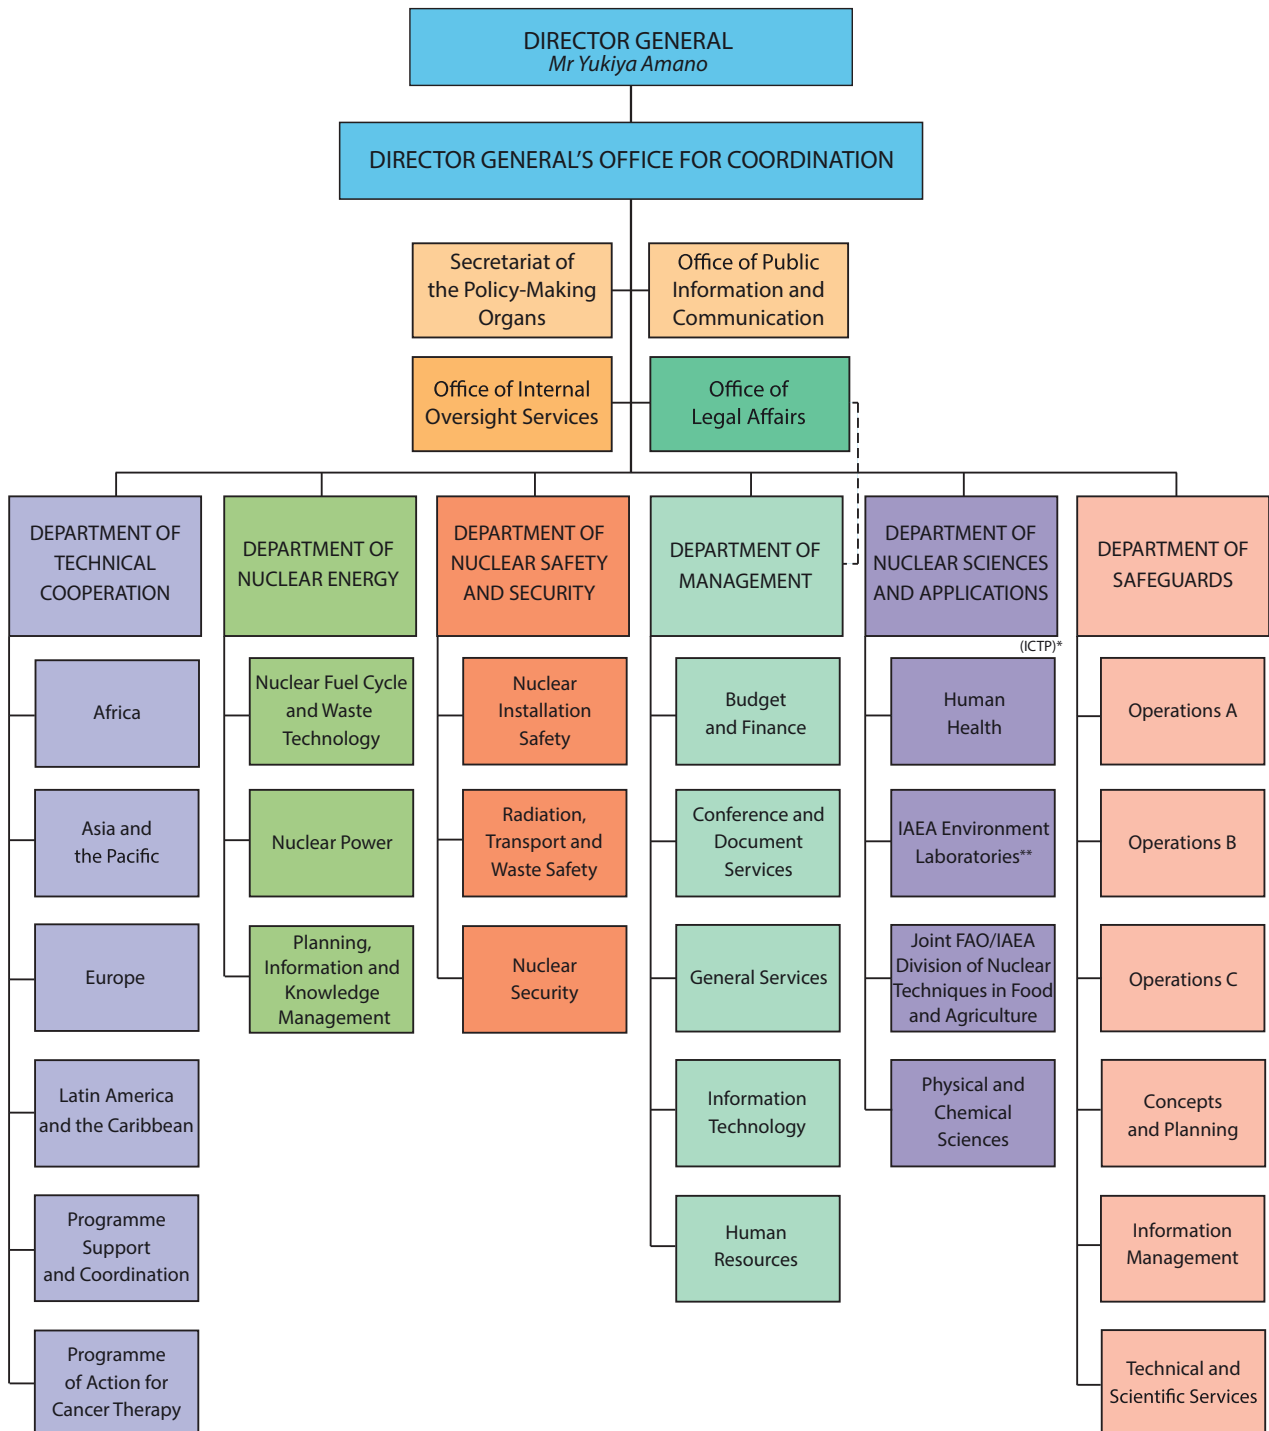 DIRECTOR GENERAL
Mr Yukiya Amano
DIRECTOR GENERAL’S OFFICE FOR COORDINATION
Secretariat of
the Policy-Making
Organs
Office of Public
Information and
Communication
Office of Internal
Oversight Services
Office of
Legal Affairs
DEPARTMENT OF
TECHNICAL
COOPERATION
DEPARTMENT OF
NUCLEAR ENERGY
DEPARTMENT OF
NUCLEAR SAFETY
AND SECURITY
DEPARTMENT OF
MANAGEMENT
DEPARTMENT OF
NUCLEAR SCIENCES
AND APPLICATIONS
(ICTP)*
DEPARTMENT OF
SAFEGUARDS
Africa
Asia and
the Pacific
Europe
Latin America
and the Caribbean
Programme
Support
and Coordination
Programme
of Action for
Cancer Therapy
Nuclear Fuel Cycle
and Waste
Technology
Nuclear Power
Planning,
Information and
Knowledge
Management
Nuclear
Installation
Safety
Radiation,
Transport and
Waste Safety
Nuclear
Security
Budget
and Finance
Conference and
Document
Services
General Services
Information
Technology
Human
Resources
Human
Health
IAEA Environment
Laboratories**
Joint FAO/IAEA
Division of Nuclear
Techniques in Food
and Agriculture
Physical and
Chemical
Sciences
Operations A
Operations B
Operations C
Concepts
and Planning
Information
Management
Technical and
Scientific Services